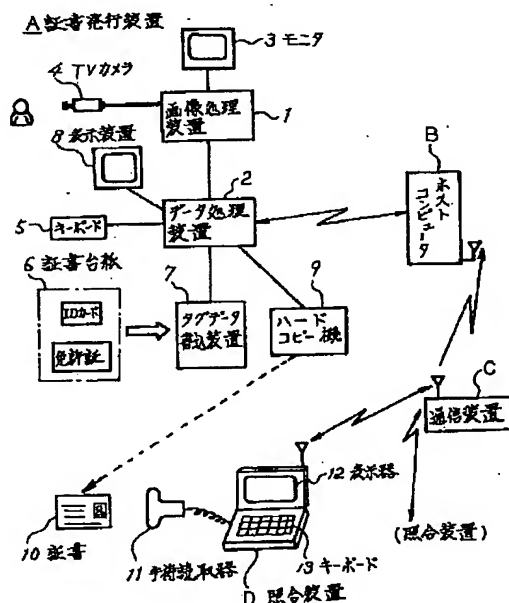 A 証書発行装置
3 モニタ
4 TVカメラ
画像処理
装置
1
8 表示装置
2
B
データ処理
装置
ホスト
コンピュータ
5
キーボード
6 証書台紙
7
9
IDカード
免許証
タグデータ
書込装置
ハード
コピー機
C
通信装置
12 表示器
(照合装置)
10 証書
11 手荷読取器
13 キーボード
D 照合装置